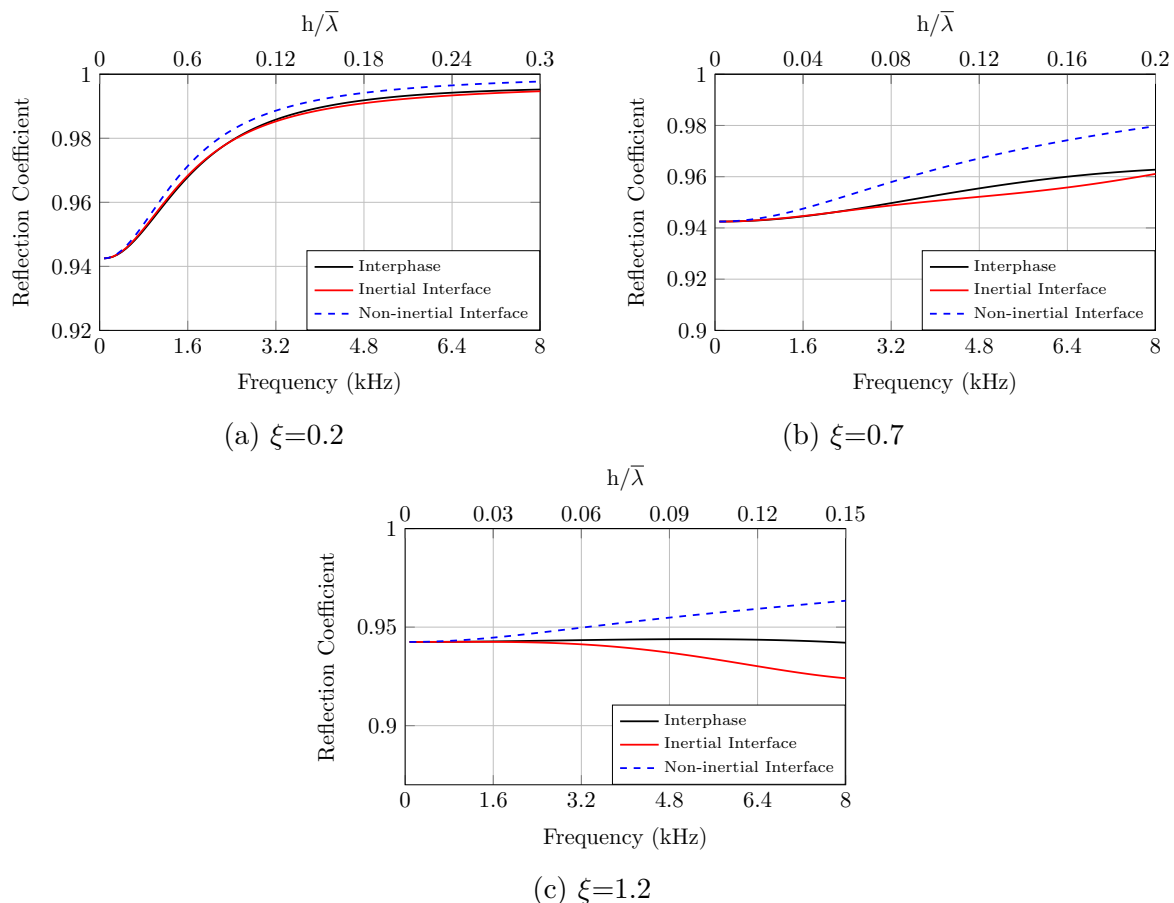 h/λ̅
0 0.6 0.12 0.18 0.24 0.3
1
0.98
0.96
0.94
0.92
Reflection Coefficient
Interphase
Inertial Interface
Non-inertial Interface
0 1.6 3.2 4.8 6.4 8
Frequency (kHz)
(a) ξ=0.2
h/λ̅
0 0.04 0.08 0.12 0.16 0.2
1
0.98
0.96
0.94
0.92
0.9
Reflection Coefficient
Interphase
Inertial Interface
Non-inertial Interface
0 1.6 3.2 4.8 6.4 8
Frequency (kHz)
(b) ξ=0.7
h/λ̅
0 0.03 0.06 0.09 0.12 0.15
1
0.95
0.9
Reflection Coefficient
Interphase
Inertial Interface
Non-inertial Interface
0 1.6 3.2 4.8 6.4 8
Frequency (kHz)
(c) ξ=1.2